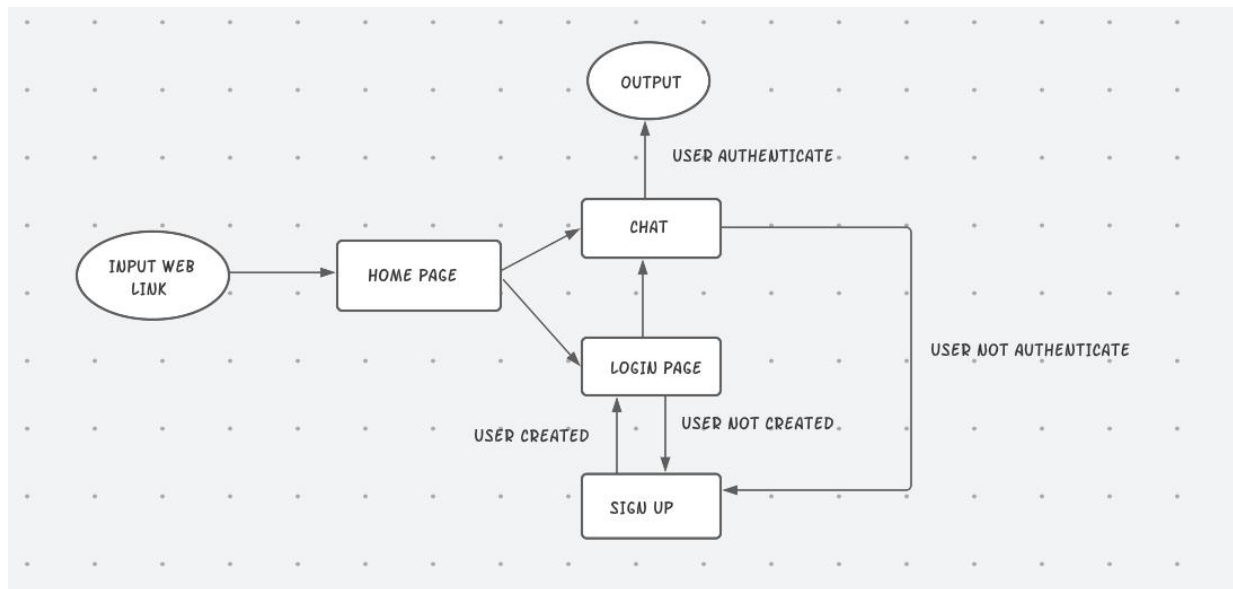 OUTPUT
USER AUTHENTICATE
CHAT
INPUT WEB
LINK
HOME PAGE
USER NOT AUTHENTICATE
LOGIN PAGE
USER CREATED
USER NOT CREATED
SIGN UP